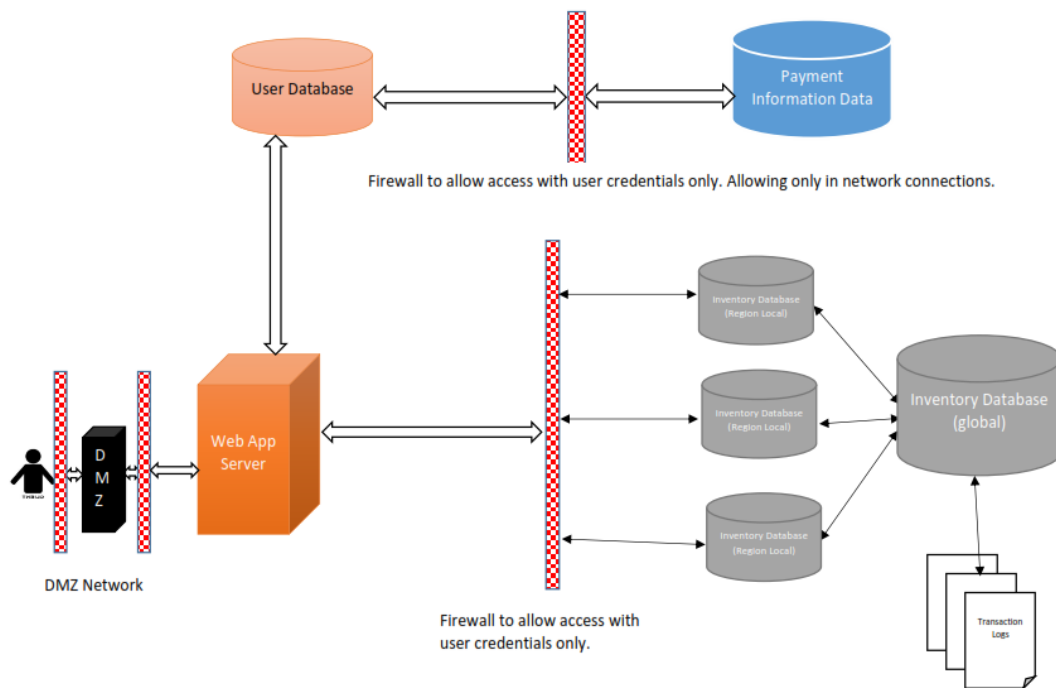 User Database
Payment
Information Data
Firewall to allow access with user credentials only. Allowing only in network connections.
Inventory Database
(Region Local)
Inventory Database
(Region Local)
Inventory Database
(Region Local)
Inventory Database
(global)
Web App
Server
D
M
Z
DMZ Network
Firewall to allow access with
user credentials only.
Transaction
Logs